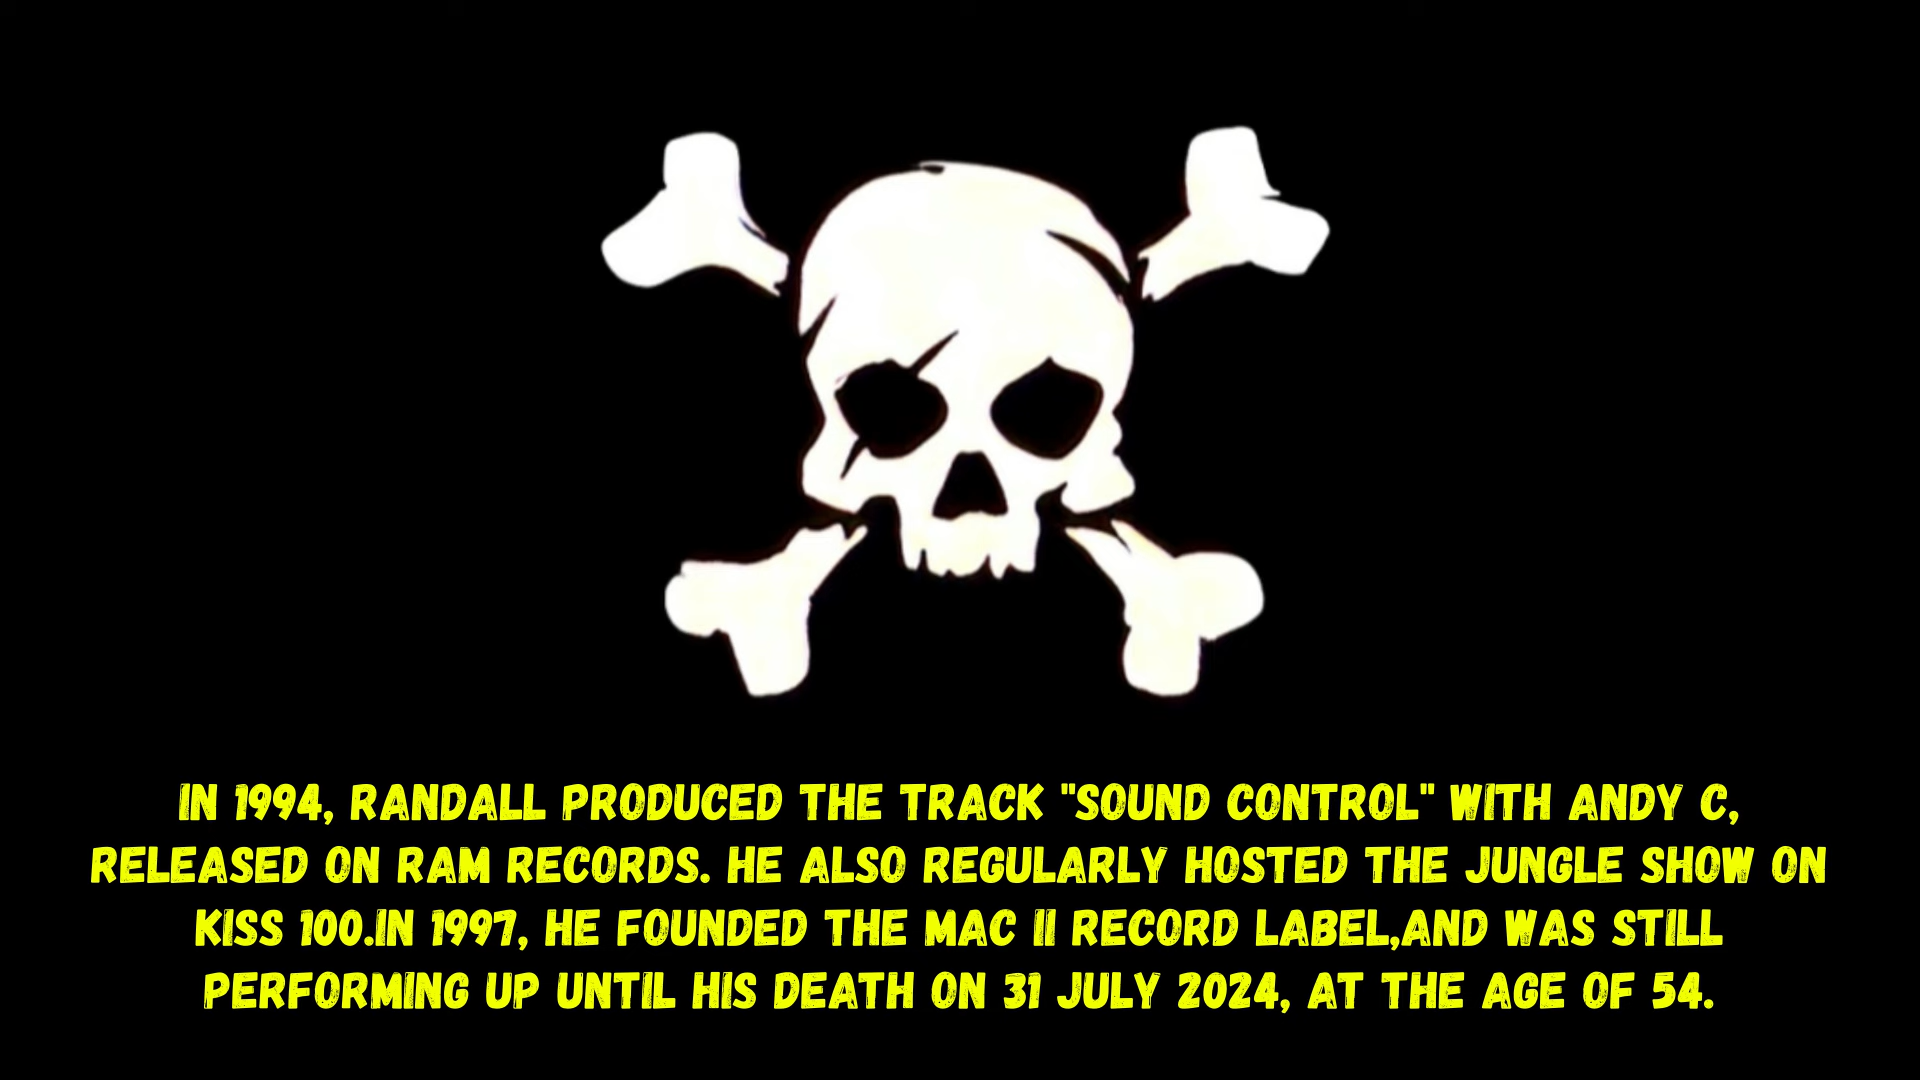 IN 1994, RANDALL PRODUCED THE TRACK "SOUND CONTROL" WITH ANDY C,
RELEASED ON RAM RECORDS. HE ALSO REGULARLY HOSTED THE JUNGLE SHOW ON
KISS 100.IN 1997, HE FOUNDED THE MAC II RECORD LABEL,AND WAS STILL
PERFORMING UP UNTIL HIS DEATH ON 31 JULY 2024, AT THE AGE OF 54.